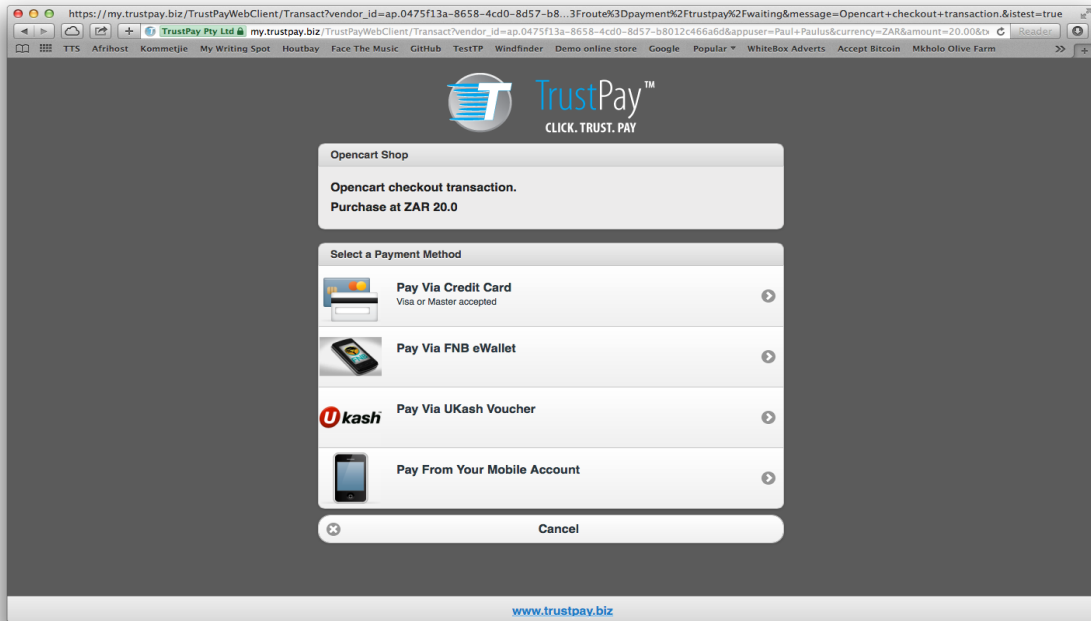 https://my.trustpay.biz/TrustPayWebClient/Transact?vendor_id=ap.0475f13a-8658-4cd0-8d57-b8...3Froute%3Dpayment%2Ftrustpay%2Fwaiting&message=Opencart+checkout+transaction.&istest=true
TrustPay Pty Ltd my.trustpay.biz/TrustPayWebClient/Transact?vendor_id=ap.0475f13a-8658-4cd0-8d57-b8012c466a6d&appuser=Paul+Paulus&currency=ZAR&amount=20.00&tx Reader
TTS Afrihost Kommetjie My Writing Spot Houtbay Face The Music GitHub TestTP Windfinder Demo online store Google Popular WhiteBox Adverts Accept Bitcoin Mkholo Olive Farm
T TrustPay™
CLICK. TRUST. PAY
Opencart Shop
Opencart checkout transaction.
Purchase at ZAR 20.0
Select a Payment Method
Pay Via Credit Card
Visa or Master accepted
Pay Via FNB eWallet
FNB
Ukash
Pay Via UKash Voucher
Pay From Your Mobile Account
Cancel
www.trustpay.biz